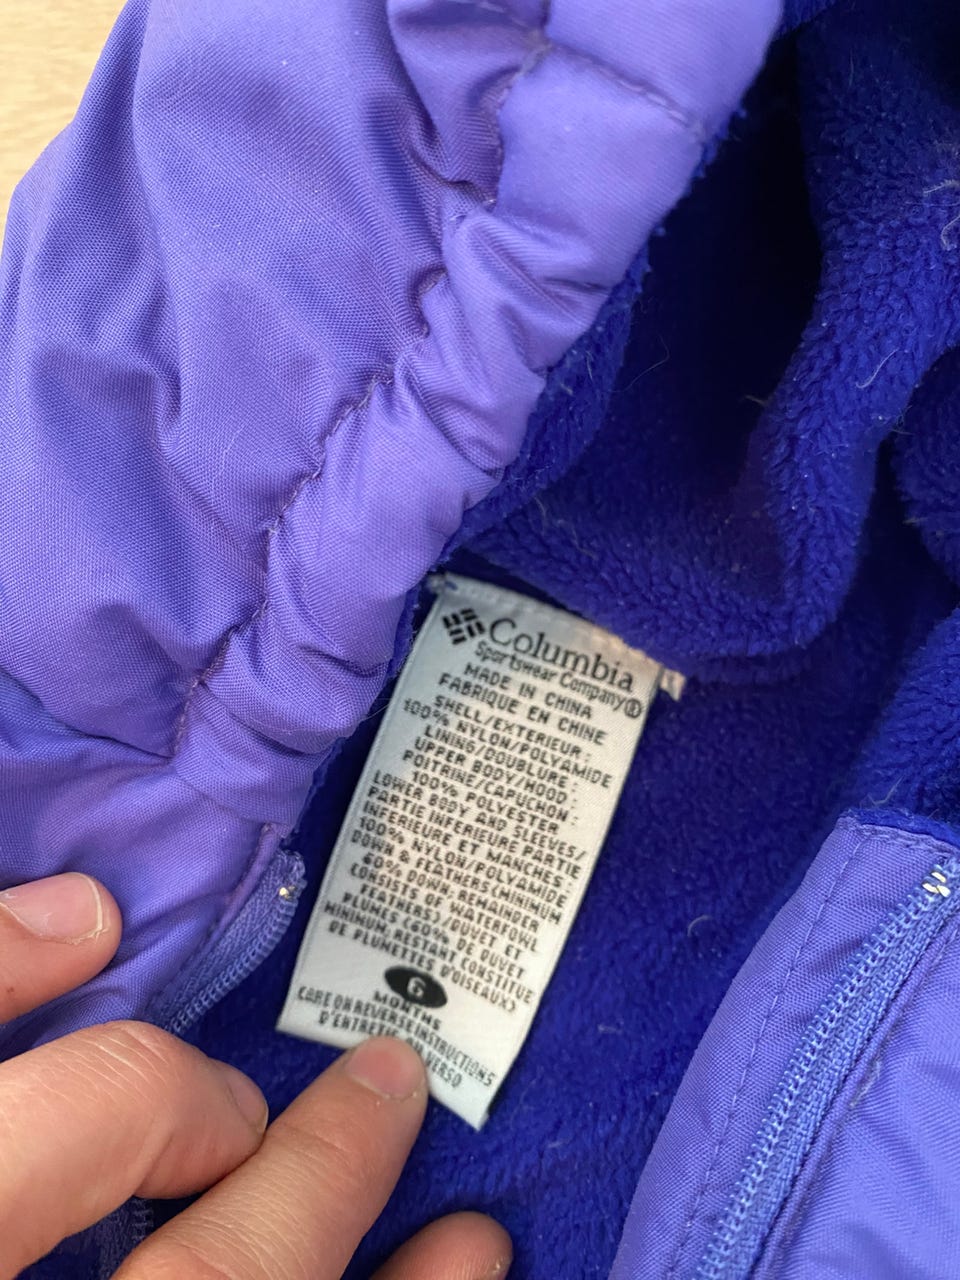 Columbia
Sportswear Company®
MADE IN CHINA
FABRIQUE EN CHINE
SHELL/EXTERIEUR:
100% NYLON/POLYAMIDE
LINING/DOUBLURE:
UPPER BODY/HOOD:
POITRINE/CAPUCHON:
100% POLYESTER
LOWER BODY AND SLEEVES/
PARTIE INFERIEURE PARTIE
INFERIEURE ET MANCHES:
100% NYLON/POLYAMIDE
DOWN & FEATHERS(MINIMUM
60% DOWN. REMAINDER
CONSISTS OF WATERFOWL
FEATHERS)/DUVET ET
PLUMES (60% DE DUVET
MINIMUM, RESTANT CONSTITUE
DE PLUMETTES D'OISEAUX)
6
MONTHS
CARE ON REVERSE INSTRUCTIONS
D'ENTRETIEN VERSO